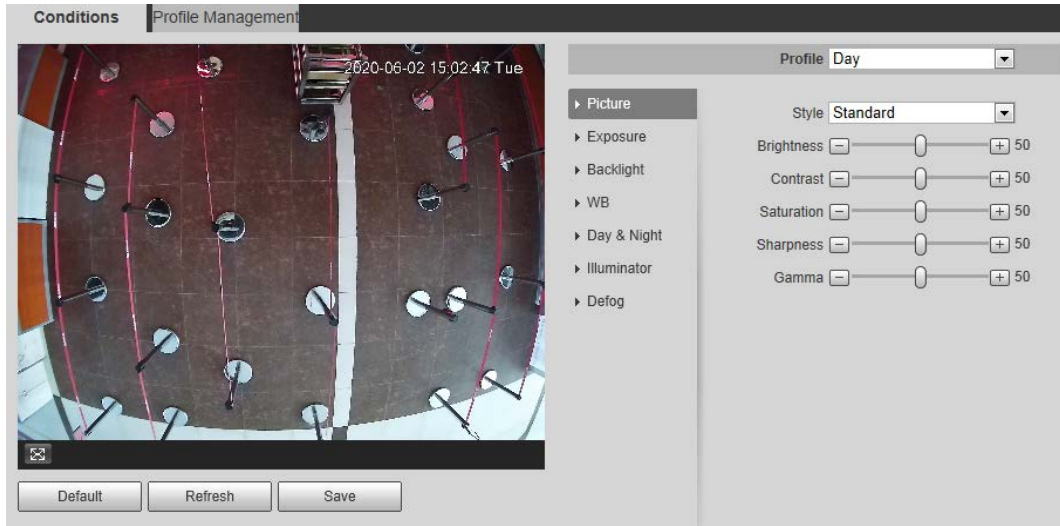 Conditions
Profile Management
2020-06-02 15:02:47 Tue
Profile Day
Picture
Exposure
Backlight
WB
Day & Night
Illuminator
Defog
Style Standard
Brightness 50
Contrast 50
Saturation 50
Sharpness 50
Gamma 50
Default Refresh Save